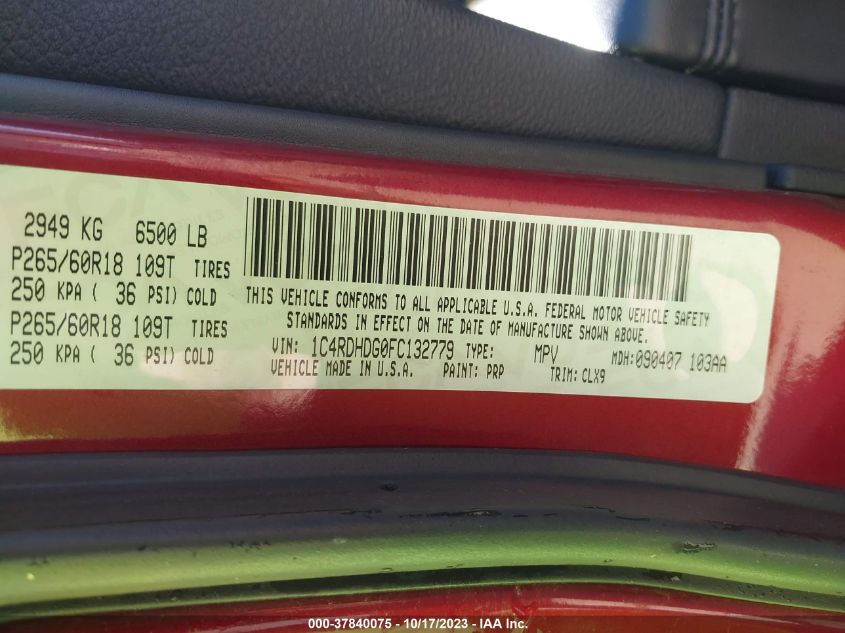 2949 KG 6500 LB
P265/60R18 109T TIRES
250 KPA ( 36 PSI) COLD
P265/60R18 109T TIRES
250 KPA ( 36 PSI) COLD
THIS VEHICLE CONFORMS TO ALL APPLICABLE U.S.A. FEDERAL MOTOR VEHICLE SAFETY
STANDARDS IN EFFECT ON THE DATE OF MANUFACTURE SHOWN ABOVE.
VIN: 1C4RDHDG0FC132779 TYPE: MPV MDH:090407 103AA
VEHICLE MADE IN U.S.A. PAINT: PRP TRIM: CLX9
000-37840075 - 10/17/2023 - IAA Inc.